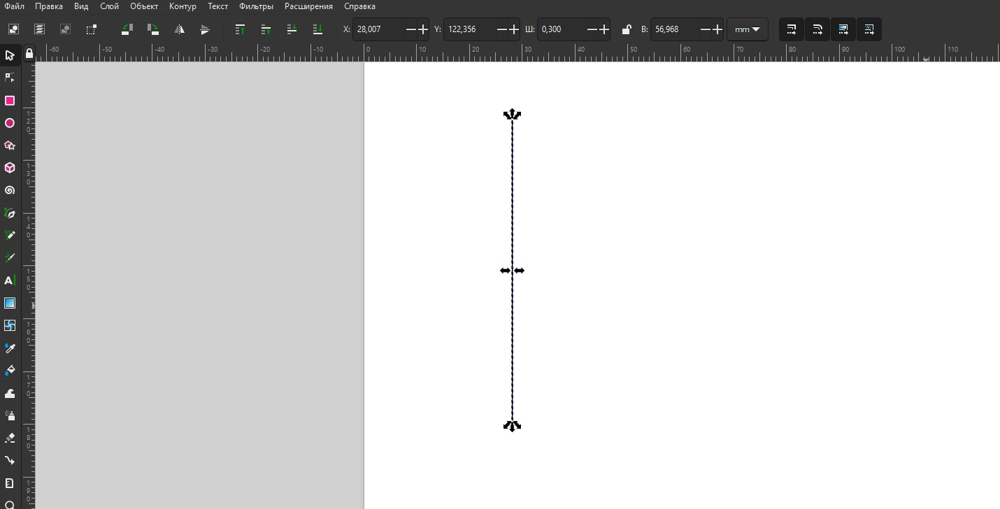 Файл Правка Вид Слой Объект Контур Текст Фильтры Расширения Справка
X: 28,007 Y: 122,356 Ш: 0,300 В: 56,968 mm
-60 -50 -40 -30 -20 -10 0 10 20 30 40 50 60 70 80 90 100 110
120
130
140
150
160
170
180
190